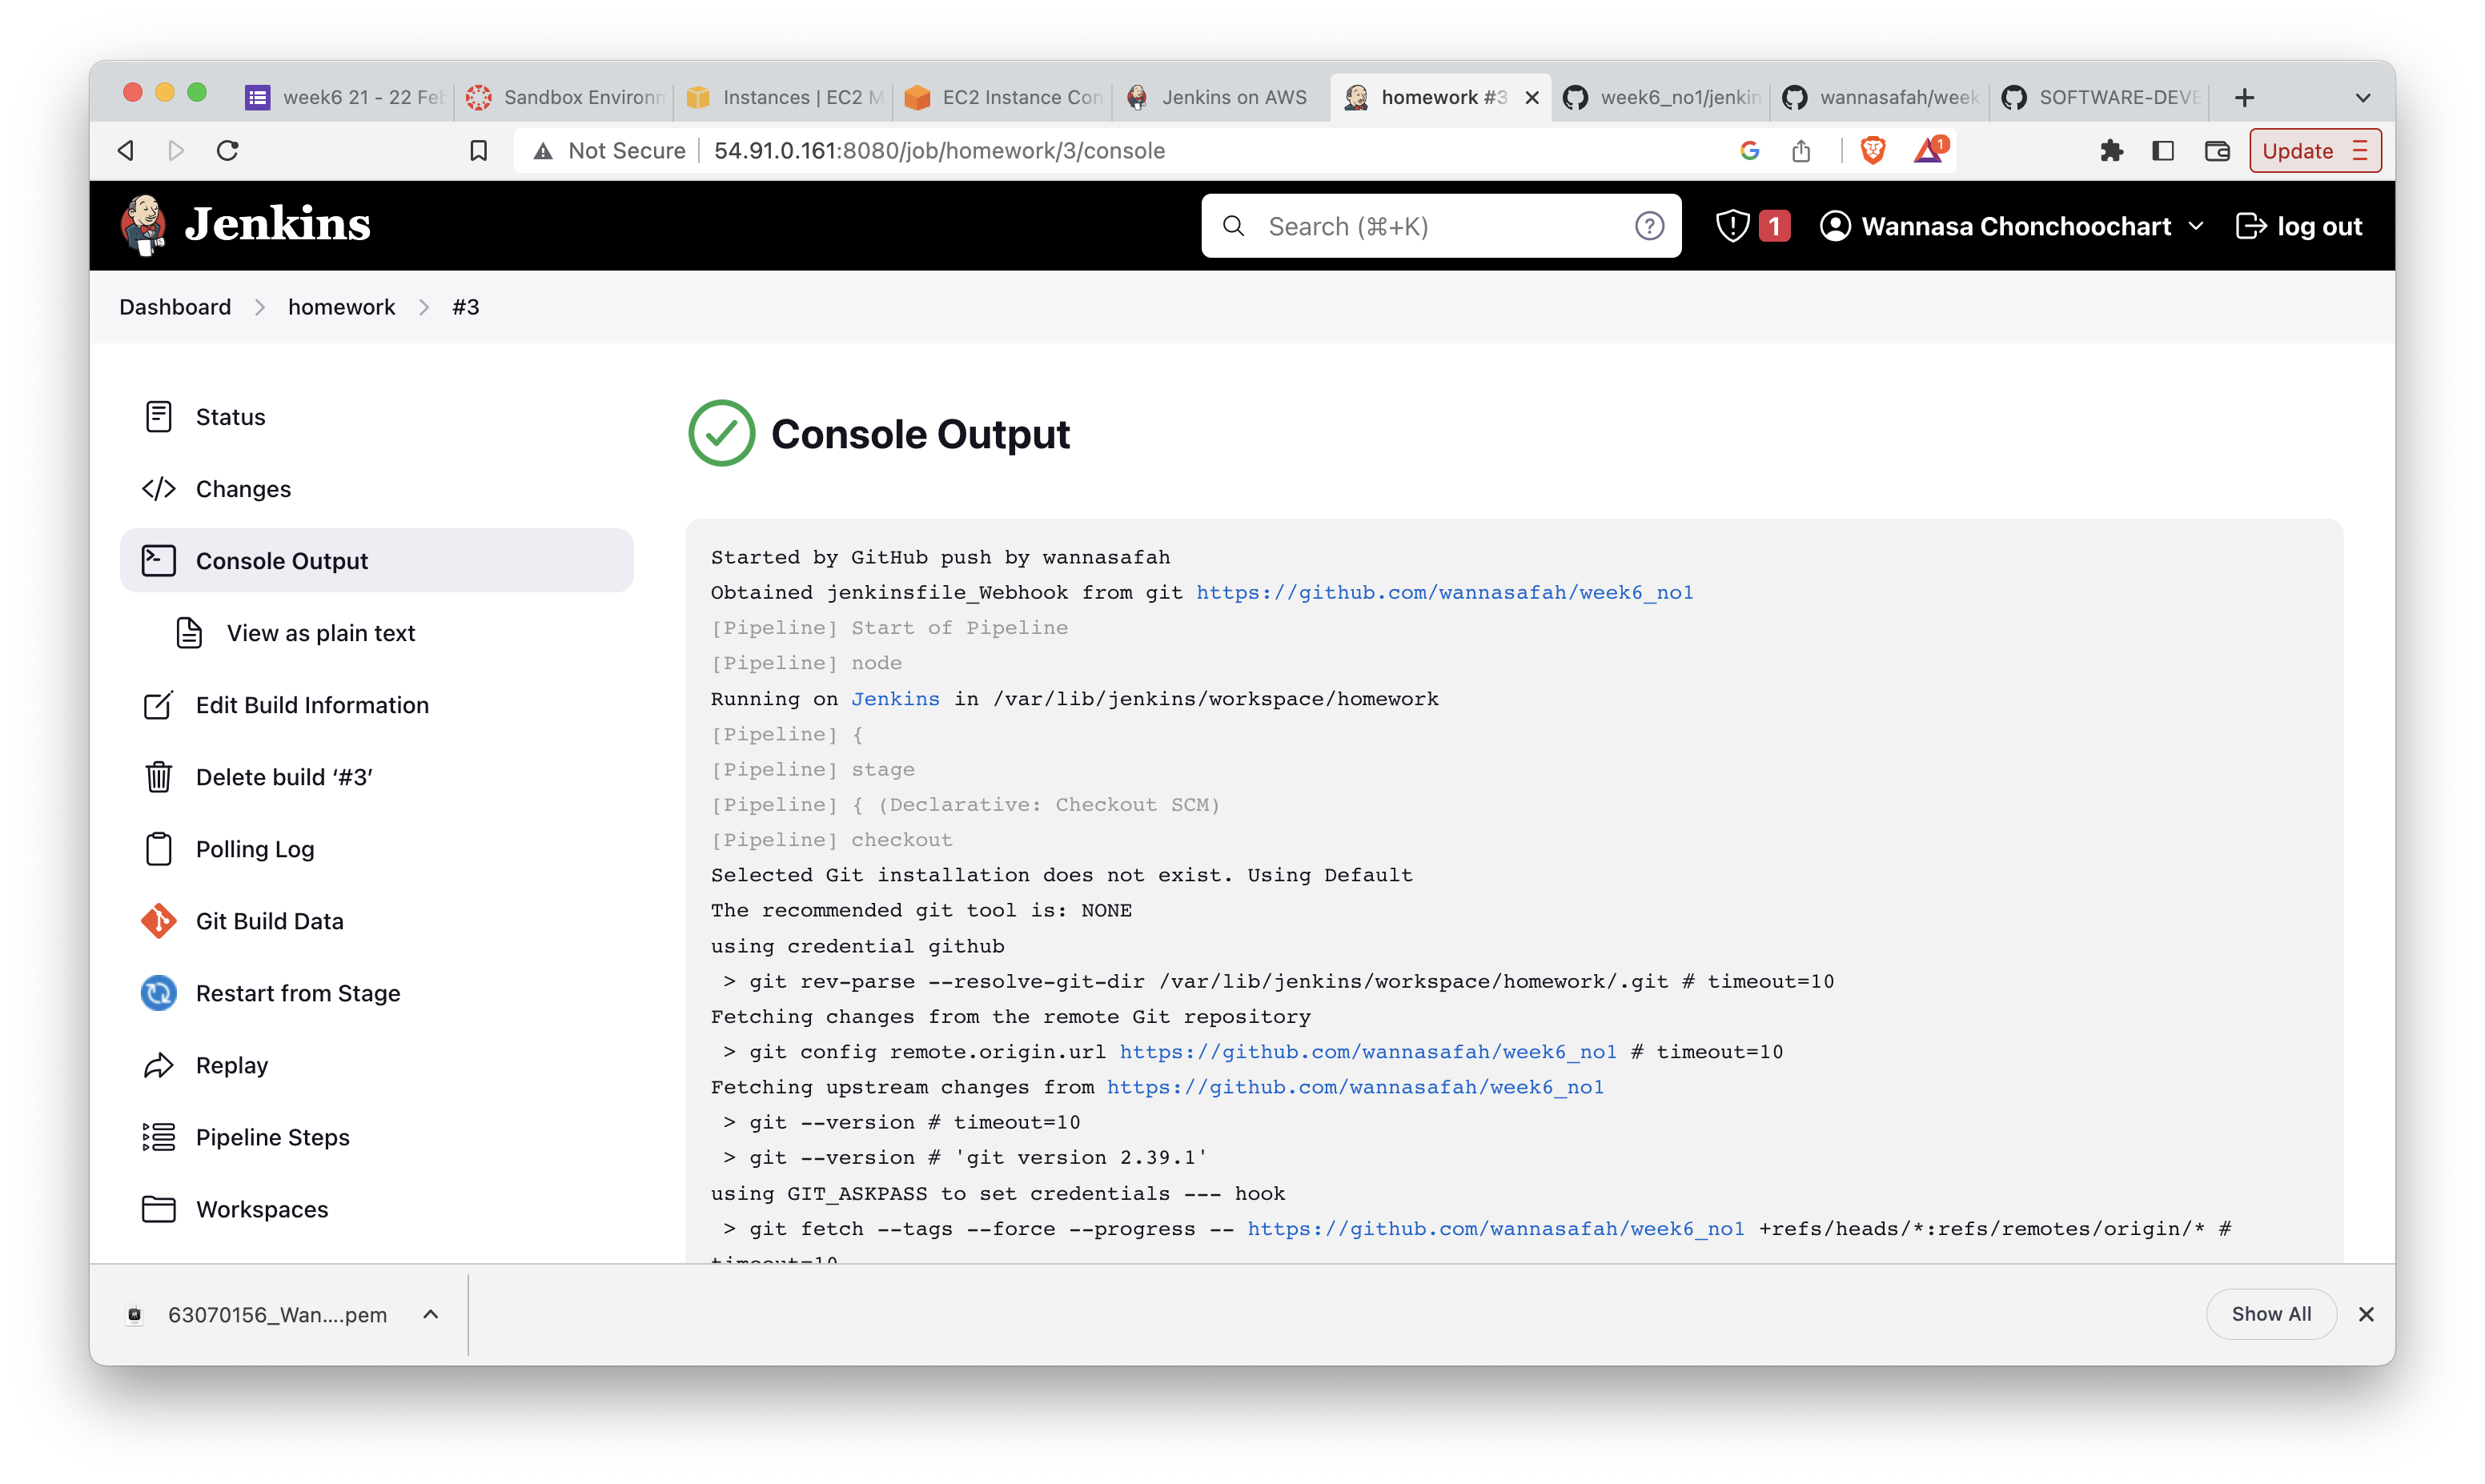 week6 21 - 22 Feb
Sandbox Environm
Instances | EC2 M
EC2 Instance Con
Jenkins on AWS
homework #3
week6_no1/jenkin
wannasafah/week
SOFTWARE-DEVE
Not Secure
54.91.0.161:8080/job/homework/3/console
1
Update
Jenkins
Search (⌘+K)
1
Wannasa Chonchoochart
log out
Dashboard
homework
#3
Status
Changes
Console Output
View as plain text
Edit Build Information
Delete build ‘#3’
Polling Log
Git Build Data
Restart from Stage
Replay
Pipeline Steps
Workspaces
Console Output
Started by GitHub push by wannasafah
Obtained jenkinsfile_Webhook from git https://github.com/wannasafah/week6_no1
[Pipeline] Start of Pipeline
[Pipeline] node
Running on Jenkins in /var/lib/jenkins/workspace/homework
[Pipeline] {
[Pipeline] stage
[Pipeline] { (Declarative: Checkout SCM)
[Pipeline] checkout
Selected Git installation does not exist. Using Default
The recommended git tool is: NONE
using credential github
> git rev-parse --resolve-git-dir /var/lib/jenkins/workspace/homework/.git # timeout=10
Fetching changes from the remote Git repository
> git config remote.origin.url https://github.com/wannasafah/week6_no1 # timeout=10
Fetching upstream changes from https://github.com/wannasafah/week6_no1
> git --version # timeout=10
> git --version # 'git version 2.39.1'
using GIT_ASKPASS to set credentials --- hook
> git fetch --tags --force --progress -- https://github.com/wannasafah/week6_no1 +refs/heads/*:refs/remotes/origin/* #
timeout=10
63070156_Wan....pem
Show All